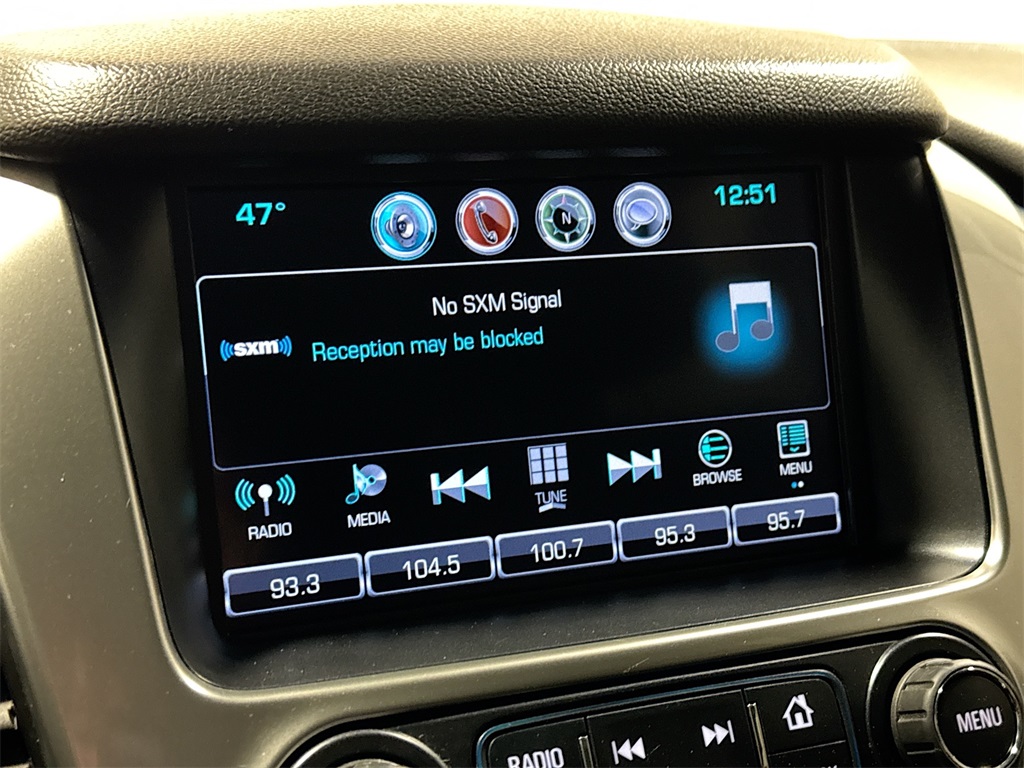 47° 12:51
N
No SXM Signal
sxm Reception may be blocked
RADIO MEDIA TUNE BROWSE MENU
93.3 104.5 100.7 95.3 95.7
RADIO MENU